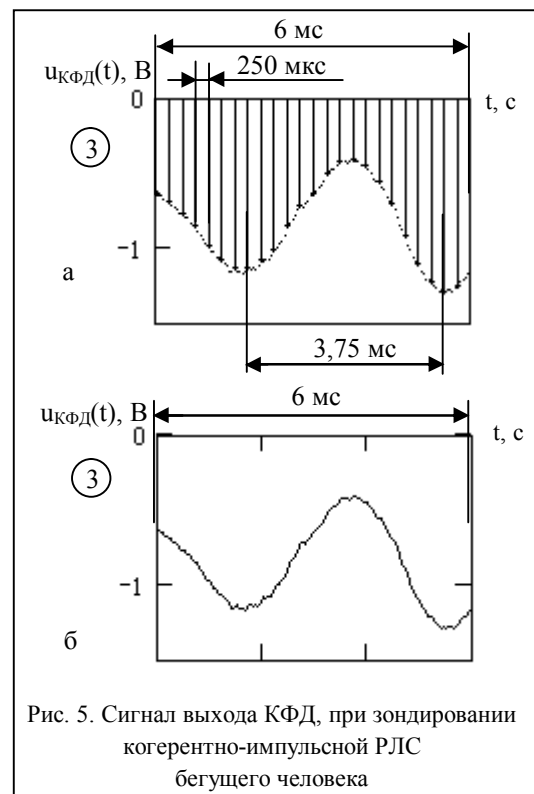 6 мс
uКФД(t), В
250 мкс
0
t, с
3
−1
а
3,75 мс
uКФД(t), В
6 мс
0
t, с
3
−1
б
Рис. 5. Сигнал выхода КФД, при зондировании
когерентно-импульсной РЛС
бегущего человека